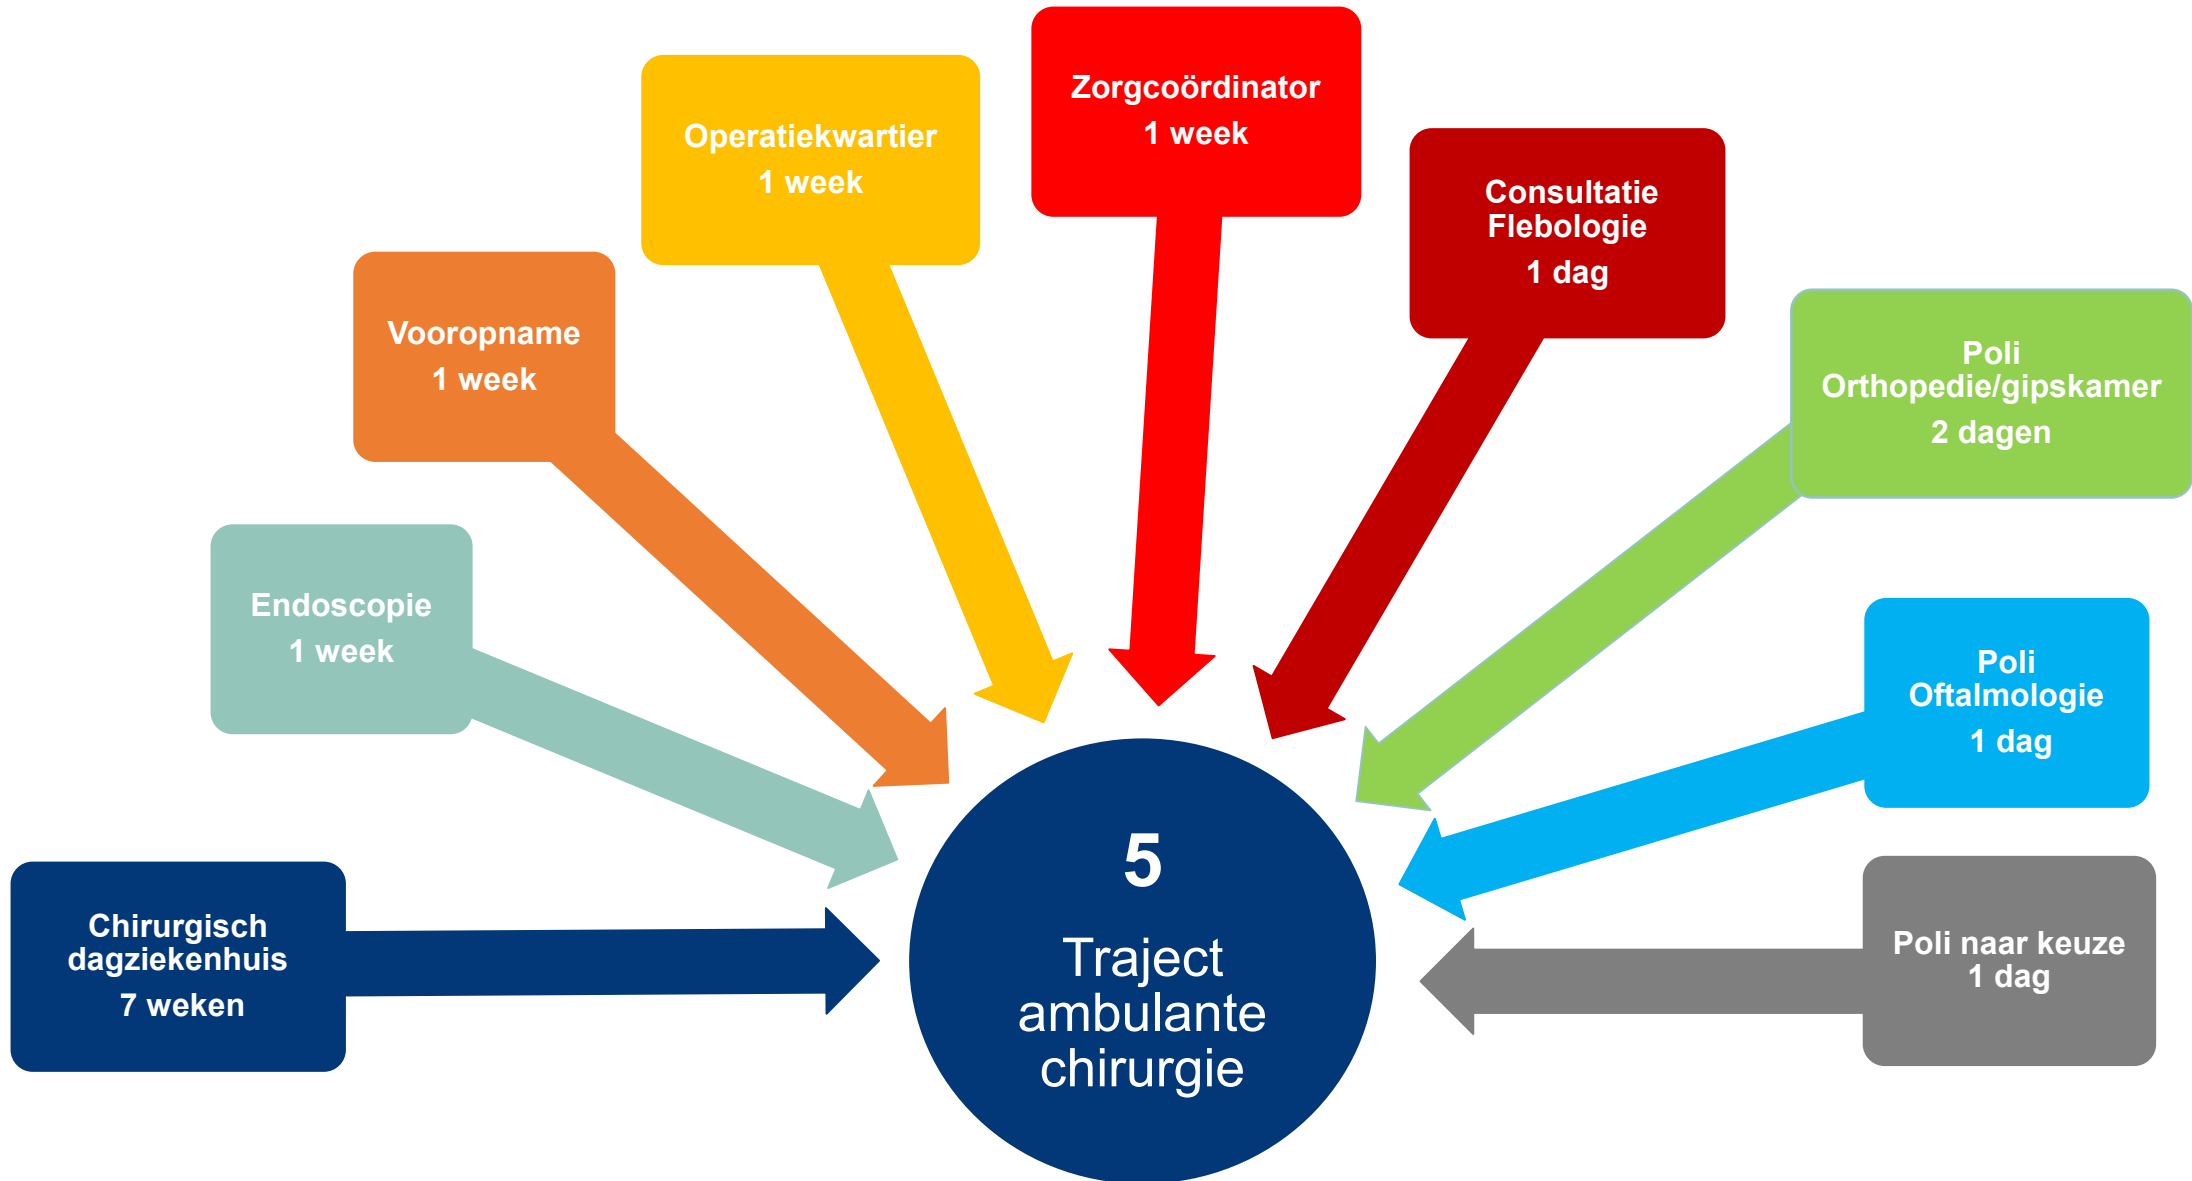 Zorgcoördinator
1 week
Operatiekwartier
1 week
Consultatie
Flebologie
1 dag
Vooropname
1 week
Poli
Orthopedie/gipskamer
2 dagen
Endoscopie
1 week
Poli
Oftalmologie
1 dag
Chirurgisch
dagziekenhuis
7 weken
Poli naar keuze
1 dag
5
Traject
ambulante
chirurgie